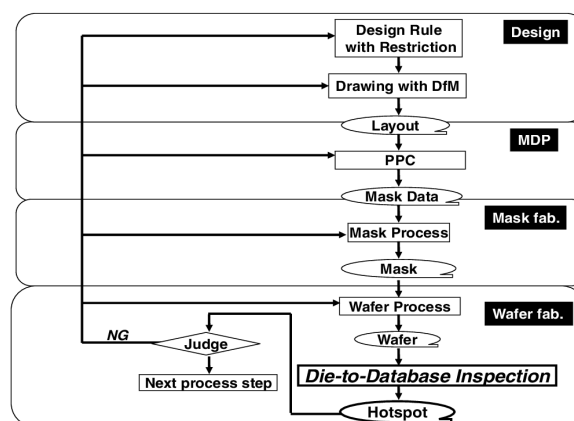 Design Rule
with Restriction
Design
Drawing with DfM
Layout
MDP
PPC
Mask Data
Mask fab.
Mask Process
Mask
Wafer Process
Wafer fab.
NG
Judge
Wafer
Next process step
Die-to-Database Inspection
Hotspot